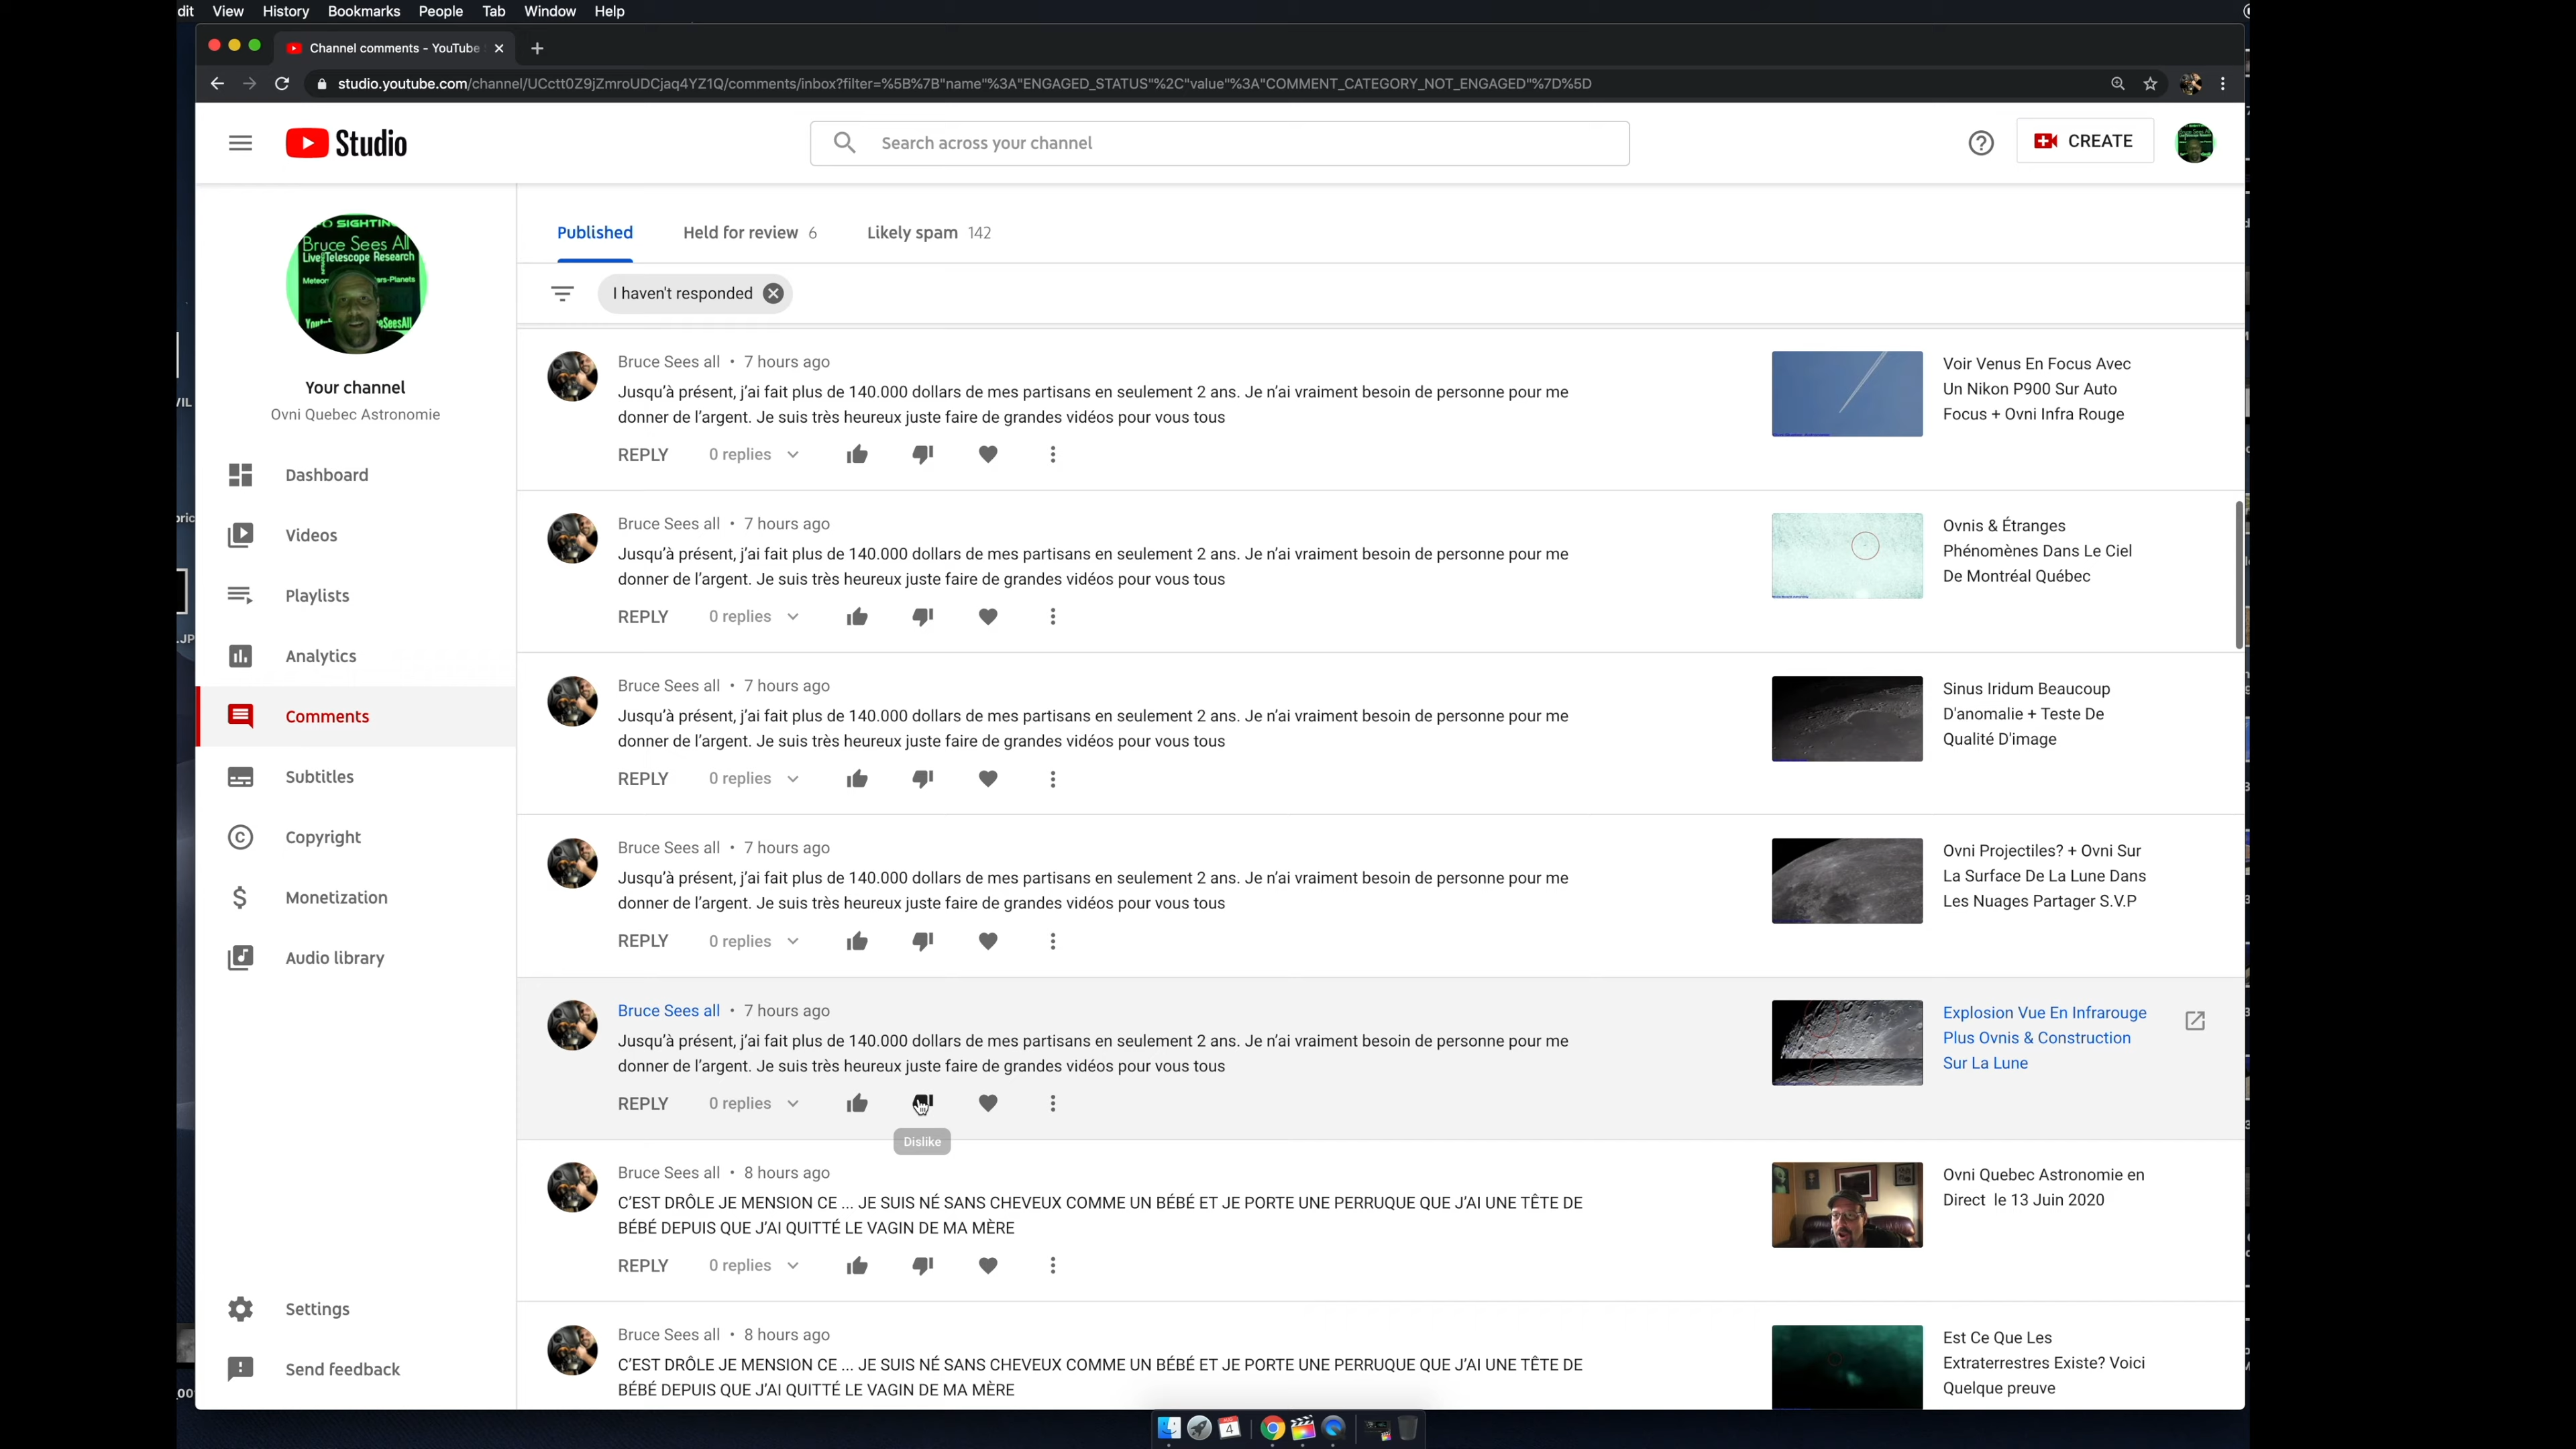 dit View History Bookmarks People Tab Window Help
Channel comments - YouTube
studio.youtube.com/channel/UCctt0Z9jZmroUDCjaq4YZ1Q/comments/inbox?filter=%5B%7B"name"%3A"ENGAGED_STATUS"%2C"value"%3A"COMMENT_CATEGORY_NOT_ENGAGED"%7D%5D
Studio
Search across your channel
CREATE
Bruce Sees All
Live Telescope Research
Your channel
Ovni Quebec Astronomie
Dashboard
Videos
Playlists
Analytics
Comments
Subtitles
Copyright
Monetization
Audio library
Settings
Send feedback
Published Held for review 6 Likely spam 142
I haven't responded
Bruce Sees all • 7 hours ago
Jusqu'à présent, j'ai fait plus de 140.000 dollars de mes partisans en seulement 2 ans. Je n'ai vraiment besoin de personne pour me
donner de l'argent. Je suis très heureux juste faire de grandes vidéos pour vous tous
REPLY 0 replies
Voir Venus En Focus Avec
Un Nikon P900 Sur Auto
Focus + Ovni Infra Rouge
Bruce Sees all • 7 hours ago
Jusqu'à présent, j'ai fait plus de 140.000 dollars de mes partisans en seulement 2 ans. Je n'ai vraiment besoin de personne pour me
donner de l'argent. Je suis très heureux juste faire de grandes vidéos pour vous tous
REPLY 0 replies
Ovnis & Étranges
Phénomènes Dans Le Ciel
De Montréal Québec
Bruce Sees all • 7 hours ago
Jusqu'à présent, j'ai fait plus de 140.000 dollars de mes partisans en seulement 2 ans. Je n'ai vraiment besoin de personne pour me
donner de l'argent. Je suis très heureux juste faire de grandes vidéos pour vous tous
REPLY 0 replies
Sinus Iridum Beaucoup
D'anomalie + Teste De
Qualité D'image
Bruce Sees all • 7 hours ago
Jusqu'à présent, j'ai fait plus de 140.000 dollars de mes partisans en seulement 2 ans. Je n'ai vraiment besoin de personne pour me
donner de l'argent. Je suis très heureux juste faire de grandes vidéos pour vous tous
REPLY 0 replies
Ovni Projectiles? + Ovni Sur
La Surface De La Lune Dans
Les Nuages Partager S.V.P
Bruce Sees all • 7 hours ago
Jusqu'à présent, j'ai fait plus de 140.000 dollars de mes partisans en seulement 2 ans. Je n'ai vraiment besoin de personne pour me
donner de l'argent. Je suis très heureux juste faire de grandes vidéos pour vous tous
REPLY 0 replies
Dislike
Explosion Vue En Infrarouge
Plus Ovnis & Construction
Sur La Lune
Bruce Sees all • 8 hours ago
C'EST DRÔLE JE MENSION CE ... JE SUIS NÉ SANS CHEVEUX COMME UN BÉBÉ ET JE PORTE UNE PERRUQUE QUE J'AI UNE TÊTE DE
BÉBÉ DEPUIS QUE J'AI QUITTÉ LE VAGIN DE MA MÈRE
REPLY 0 replies
Ovni Quebec Astronomie en
Direct le 13 Juin 2020
Bruce Sees all • 8 hours ago
C'EST DRÔLE JE MENSION CE ... JE SUIS NÉ SANS CHEVEUX COMME UN BÉBÉ ET JE PORTE UNE PERRUQUE QUE J'AI UNE TÊTE DE
BÉBÉ DEPUIS QUE J'AI QUITTÉ LE VAGIN DE MA MÈRE
Est Ce Que Les
Extraterrestres Existe? Voici
Quelque preuve
4